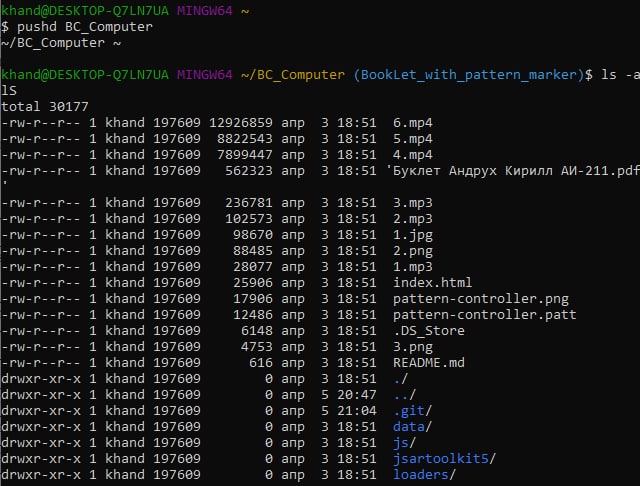 khand@DESKTOP-Q7LN7UA MINGW64 ~
$ pushd BC_Computer
~/BC_Computer ~
khand@DESKTOP-Q7LN7UA MINGW64 ~/BC_Computer (BookLet_with_pattern_marker)$ ls -a
lS
total 30177
-rw-r--r-- 1 khand 197609 12926859 апр  3 18:51  6.mp4
-rw-r--r-- 1 khand 197609  8822543 апр  3 18:51  5.mp4
-rw-r--r-- 1 khand 197609  7899447 апр  3 18:51  4.mp4
-rw-r--r-- 1 khand 197609   562323 апр  3 18:51 'Буклет Андрух Кирилл АИ-211.pdf
'
-rw-r--r-- 1 khand 197609   236781 апр  3 18:51  3.mp3
-rw-r--r-- 1 khand 197609   102573 апр  3 18:51  2.mp3
-rw-r--r-- 1 khand 197609    98670 апр  3 18:51  1.jpg
-rw-r--r-- 1 khand 197609    88485 апр  3 18:51  2.png
-rw-r--r-- 1 khand 197609    28077 апр  3 18:51  1.mp3
-rw-r--r-- 1 khand 197609    25906 апр  3 18:51  index.html
-rw-r--r-- 1 khand 197609    17906 апр  3 18:51  pattern-controller.png
-rw-r--r-- 1 khand 197609    12486 апр  3 18:51  pattern-controller.patt
-rw-r--r-- 1 khand 197609     6148 апр  3 18:51  .DS_Store
-rw-r--r-- 1 khand 197609     4753 апр  3 18:51  3.png
-rw-r--r-- 1 khand 197609      616 апр  3 18:51  README.md
drwxr-xr-x 1 khand 197609        0 апр  3 18:51  ./
drwxr-xr-x 1 khand 197609        0 апр  5 20:47  ../
drwxr-xr-x 1 khand 197609        0 апр  5 21:04  .git/
drwxr-xr-x 1 khand 197609        0 апр  3 18:51  data/
drwxr-xr-x 1 khand 197609        0 апр  3 18:51  js/
drwxr-xr-x 1 khand 197609        0 апр  3 18:51  jsartoolkit5/
drwxr-xr-x 1 khand 197609        0 апр  3 18:51  loaders/